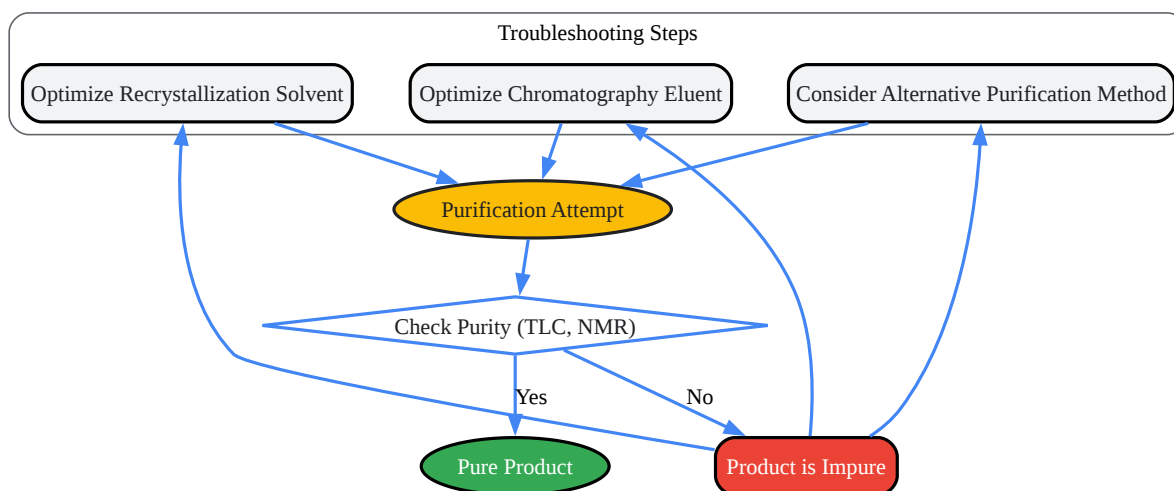 Troubleshooting Steps
Optimize Recrystallization Solvent
Optimize Chromatography Eluent
Consider Alternative Purification Method
Purification Attempt
Check Purity (TLC, NMR)
Yes
No
Pure Product
Product is Impure